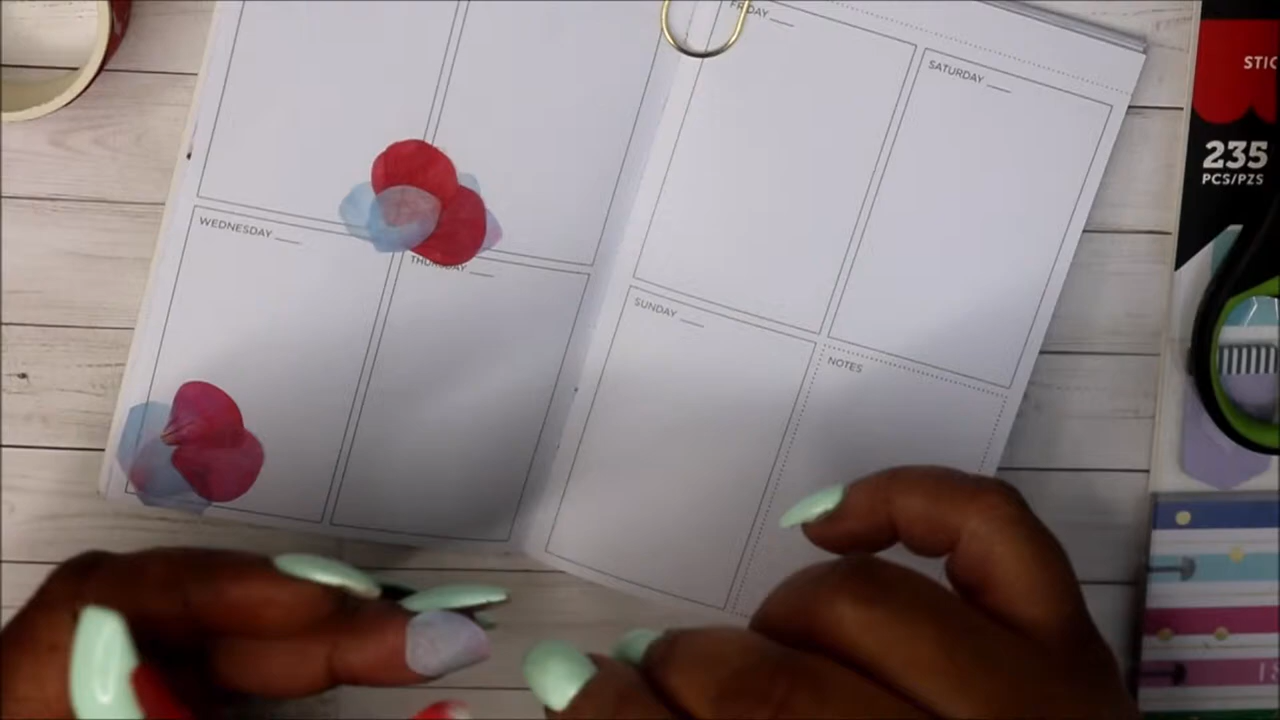 FRIDAY
SATURDAY
WEDNESDAY
THURSDAY
SUNDAY
NOTES
STIC
235
PCS/PZS